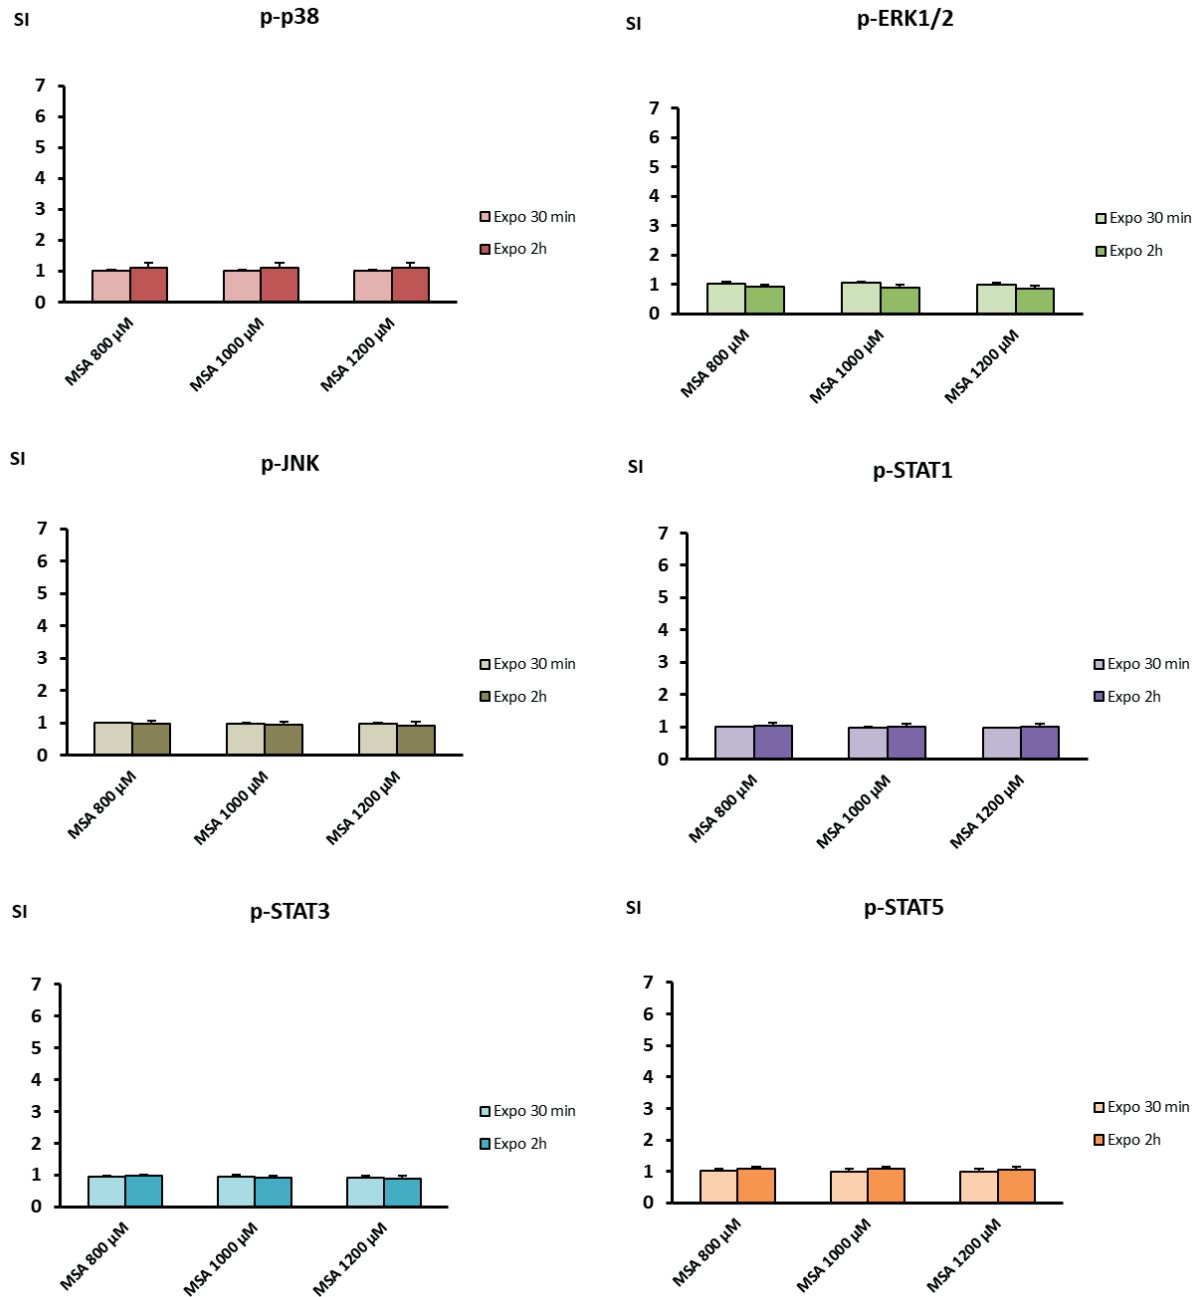 SI
p-p38
7
6
5
4
3
2
1
0
MSA 800 µM
MSA 1000 µM
MSA 1200 µM
Expo 30 min
Expo 2h
SI
p-ERK1/2
7
6
5
4
3
2
1
0
MSA 800 µM
MSA 1000 µM
MSA 1200 µM
Expo 30 min
Expo 2h
SI
p-JNK
7
6
5
4
3
2
1
0
MSA 800 µM
MSA 1000 µM
MSA 1200 µM
Expo 30 min
Expo 2h
SI
p-STAT1
7
6
5
4
3
2
1
0
MSA 800 µM
MSA 1000 µM
MSA 1200 µM
Expo 30 min
Expo 2h
SI
p-STAT3
7
6
5
4
3
2
1
0
MSA 800 µM
MSA 1000 µM
MSA 1200 µM
Expo 30 min
Expo 2h
SI
p-STAT5
7
6
5
4
3
2
1
0
MSA 800 µM
MSA 1000 µM
MSA 1200 µM
Expo 30 min
Expo 2h